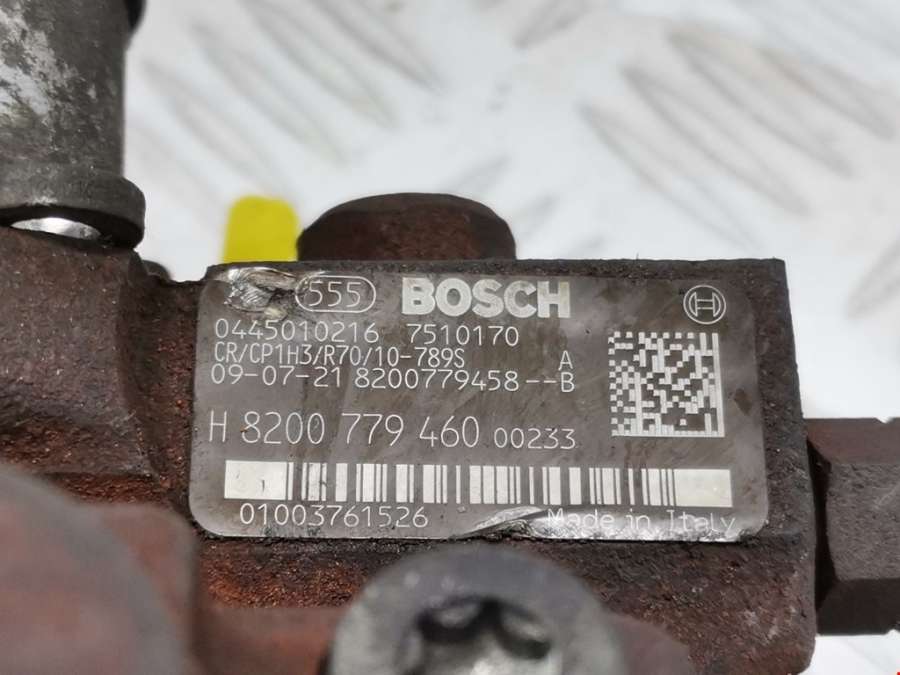 555 BOSCH
0445010216 7510170
CR/CP1H3/R70/10-789S A
09-07-21 8200779458--B
H 8200 779 460 00233
01003761526 Made in Italy